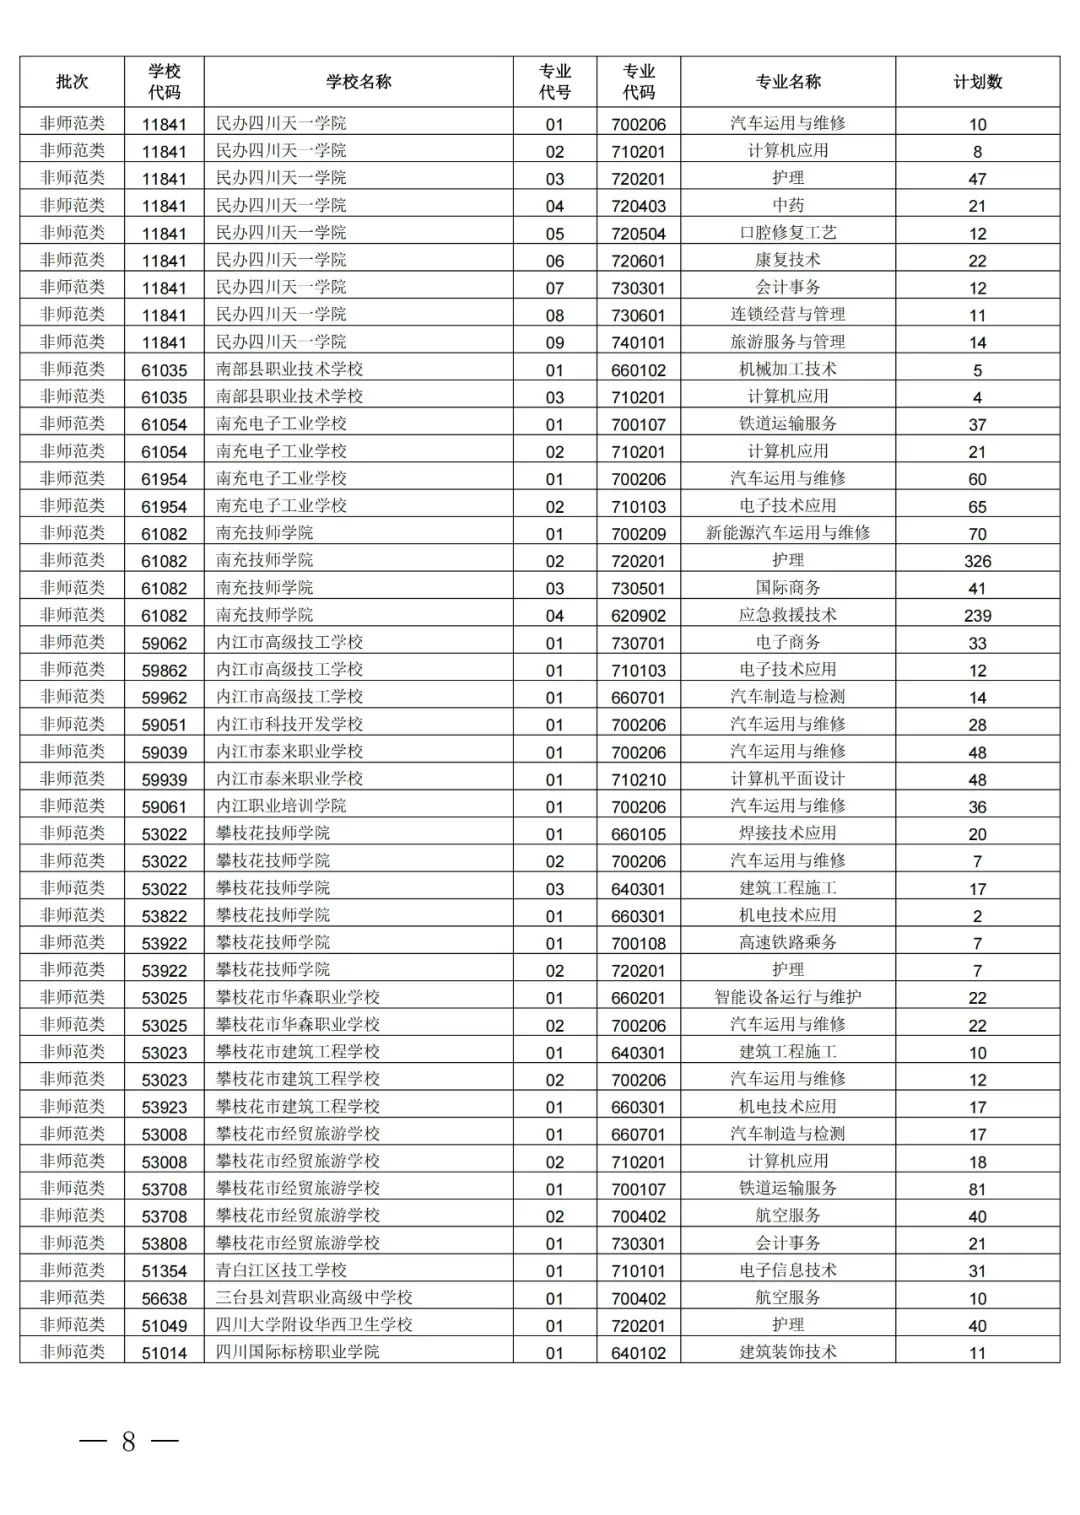 批次 学校代码 学校名称 专业代号 专业代码 专业名称 计划数
非师范类 11841 民办四川天一学院 01 700206 汽车运用与维修 10
非师范类 11841 民办四川天一学院 02 710201 计算机应用 8
非师范类 11841 民办四川天一学院 03 720201 护理 47
非师范类 11841 民办四川天一学院 04 720403 中药 21
非师范类 11841 民办四川天一学院 05 720504 口腔修复工艺 12
非师范类 11841 民办四川天一学院 06 720601 康复技术 22
非师范类 11841 民办四川天一学院 07 730301 会计事务 12
非师范类 11841 民办四川天一学院 08 730601 连锁经营与管理 11
非师范类 11841 民办四川天一学院 09 740101 旅游服务与管理 14
非师范类 61035 南部县职业技术学校 01 660102 机械加工技术 5
非师范类 61035 南部县职业技术学校 03 710201 计算机应用 4
非师范类 61054 南充电子工业学校 01 700107 铁道运输服务 37
非师范类 61054 南充电子工业学校 02 710201 计算机应用 21
非师范类 61954 南充电子工业学校 01 700206 汽车运用与维修 60
非师范类 61954 南充电子工业学校 02 710103 电子技术应用 65
非师范类 61082 南充技师学院 01 700209 新能源汽车运用与维修 70
非师范类 61082 南充技师学院 02 720201 护理 326
非师范类 61082 南充技师学院 03 730501 国际商务 41
非师范类 61082 南充技师学院 04 620902 应急救援技术 239
非师范类 59062 内江市高级技工学校 01 730701 电子商务 33
非师范类 59862 内江市高级技工学校 01 710103 电子技术应用 12
非师范类 59962 内江市高级技工学校 01 660701 汽车制造与检测 14
非师范类 59051 内江市科技开发学校 01 700206 汽车运用与维修 28
非师范类 59039 内江市泰来职业学校 01 700206 汽车运用与维修 48
非师范类 59939 内江市泰来职业学校 01 710210 计算机平面设计 48
非师范类 59061 内江职业培训学院 01 700206 汽车运用与维修 36
非师范类 53022 攀枝花技师学院 01 660105 焊接技术应用 20
非师范类 53022 攀枝花技师学院 02 700206 汽车运用与维修 7
非师范类 53022 攀枝花技师学院 03 640301 建筑工程施工 17
非师范类 53822 攀枝花技师学院 01 660301 机电技术应用 2
非师范类 53922 攀枝花技师学院 01 700108 高速铁路乘务 7
非师范类 53922 攀枝花技师学院 02 720201 护理 7
非师范类 53025 攀枝花市华森职业学校 01 660201 智能设备运行与维护 22
非师范类 53025 攀枝花市华森职业学校 02 700206 汽车运用与维修 22
非师范类 53023 攀枝花市建筑工程学校 01 640301 建筑工程施工 10
非师范类 53023 攀枝花市建筑工程学校 02 700206 汽车运用与维修 12
非师范类 53923 攀枝花市建筑工程学校 01 660301 机电技术应用 17
非师范类 53008 攀枝花市经贸旅游学校 01 660701 汽车制造与检测 17
非师范类 53008 攀枝花市经贸旅游学校 02 710201 计算机应用 18
非师范类 53708 攀枝花市经贸旅游学校 01 700107 铁道运输服务 81
非师范类 53708 攀枝花市经贸旅游学校 02 700402 航空服务 40
非师范类 53808 攀枝花市经贸旅游学校 01 730301 会计事务 21
非师范类 51354 青白江区技工学校 01 710101 电子信息技术 31
非师范类 56638 三台县刘营职业高级中学校 01 700402 航空服务 10
非师范类 51049 四川大学附设华西卫生学校 01 720201 护理 40
非师范类 51014 四川国际标榜职业学院 01 640102 建筑装饰技术 11
— 8 —